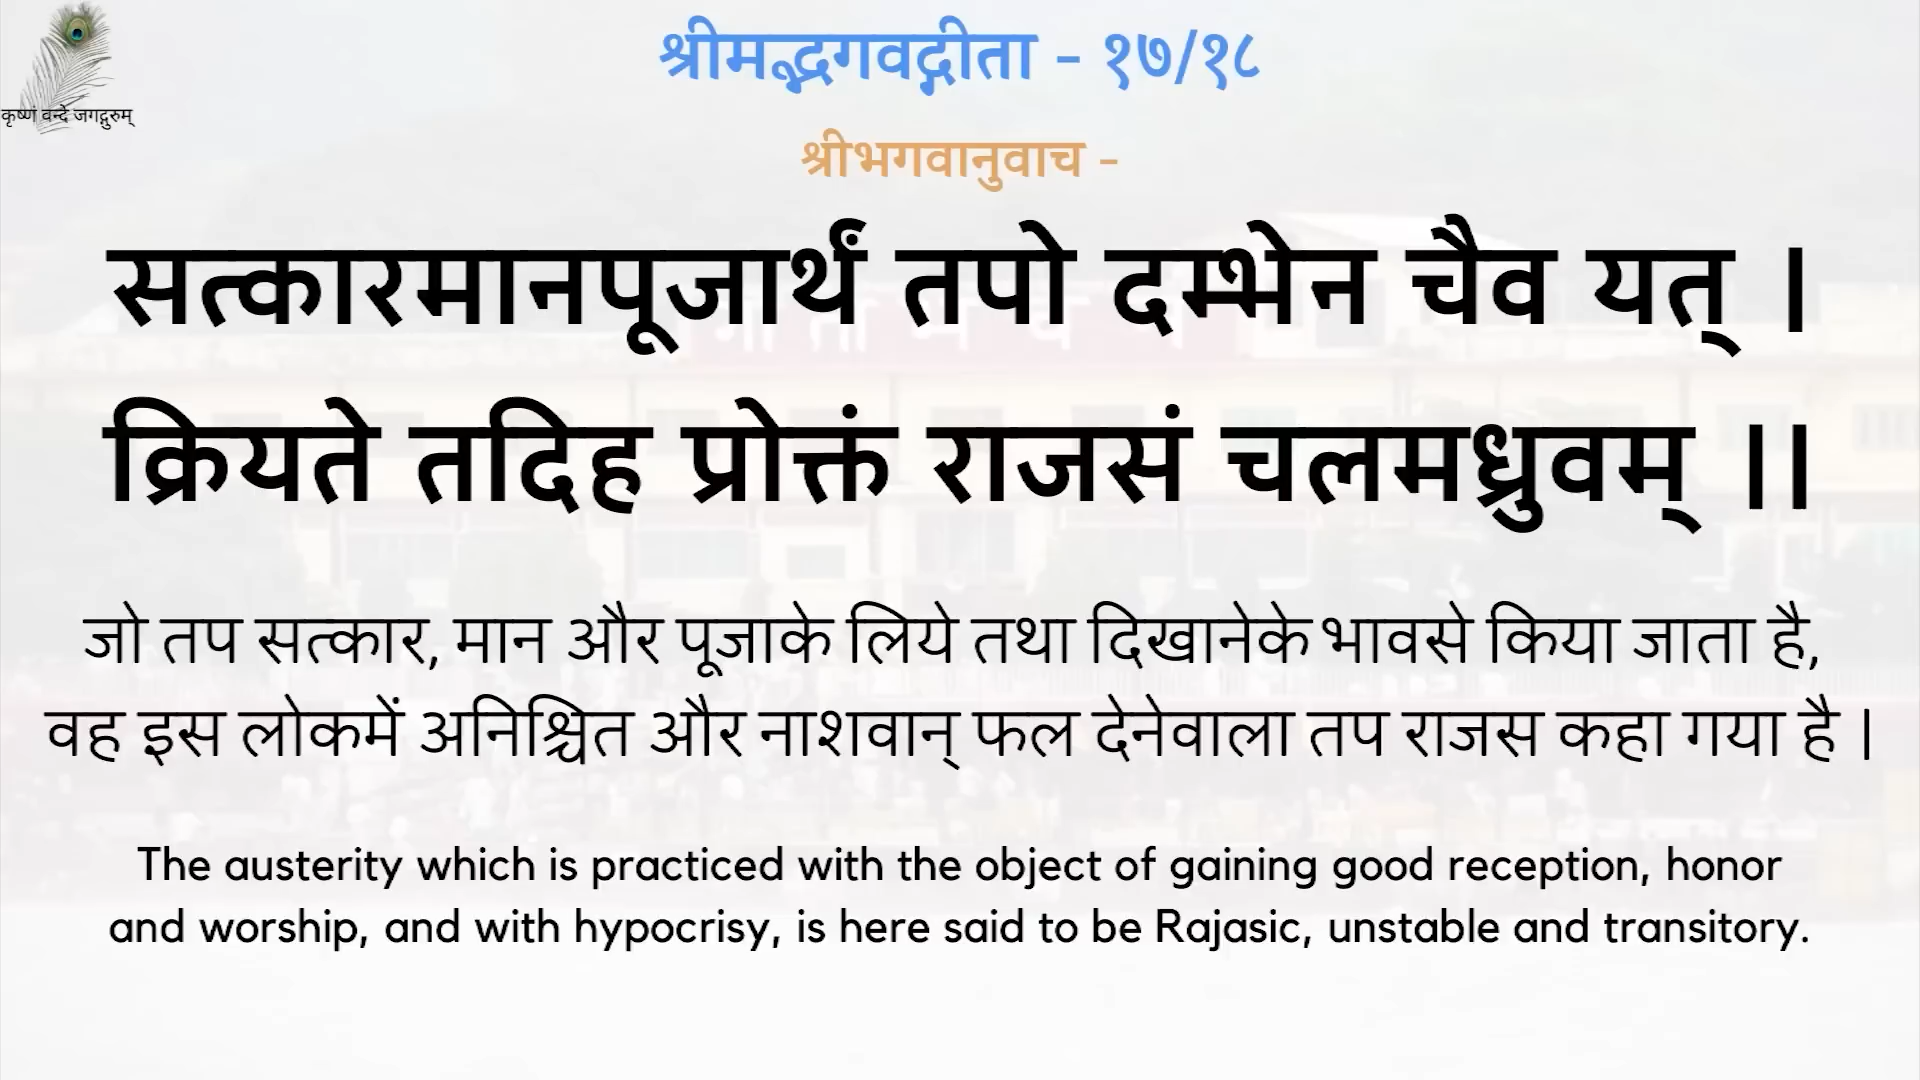 श्रीमद्भगवद्गीता - १७/१८
कृष्णं वन्दे जगद्गुरुम्
श्रीभगवानुवाच -
सत्कारमानपूजार्थं तपो दम्भेन चैव यत् ।
क्रियते तदिह प्रोक्तं राजसं चलमध्रुवम् ।।
जो तप सत्कार, मान और पूजाके लिये तथा दिखानेके भावसे किया जाता है,
वह इस लोकमें अनिश्चित और नाशवान् फल देनेवाला तप राजस कहा गया है ।
The austerity which is practiced with the object of gaining good reception, honor
and worship, and with hypocrisy, is here said to be Rajasic, unstable and transitory.